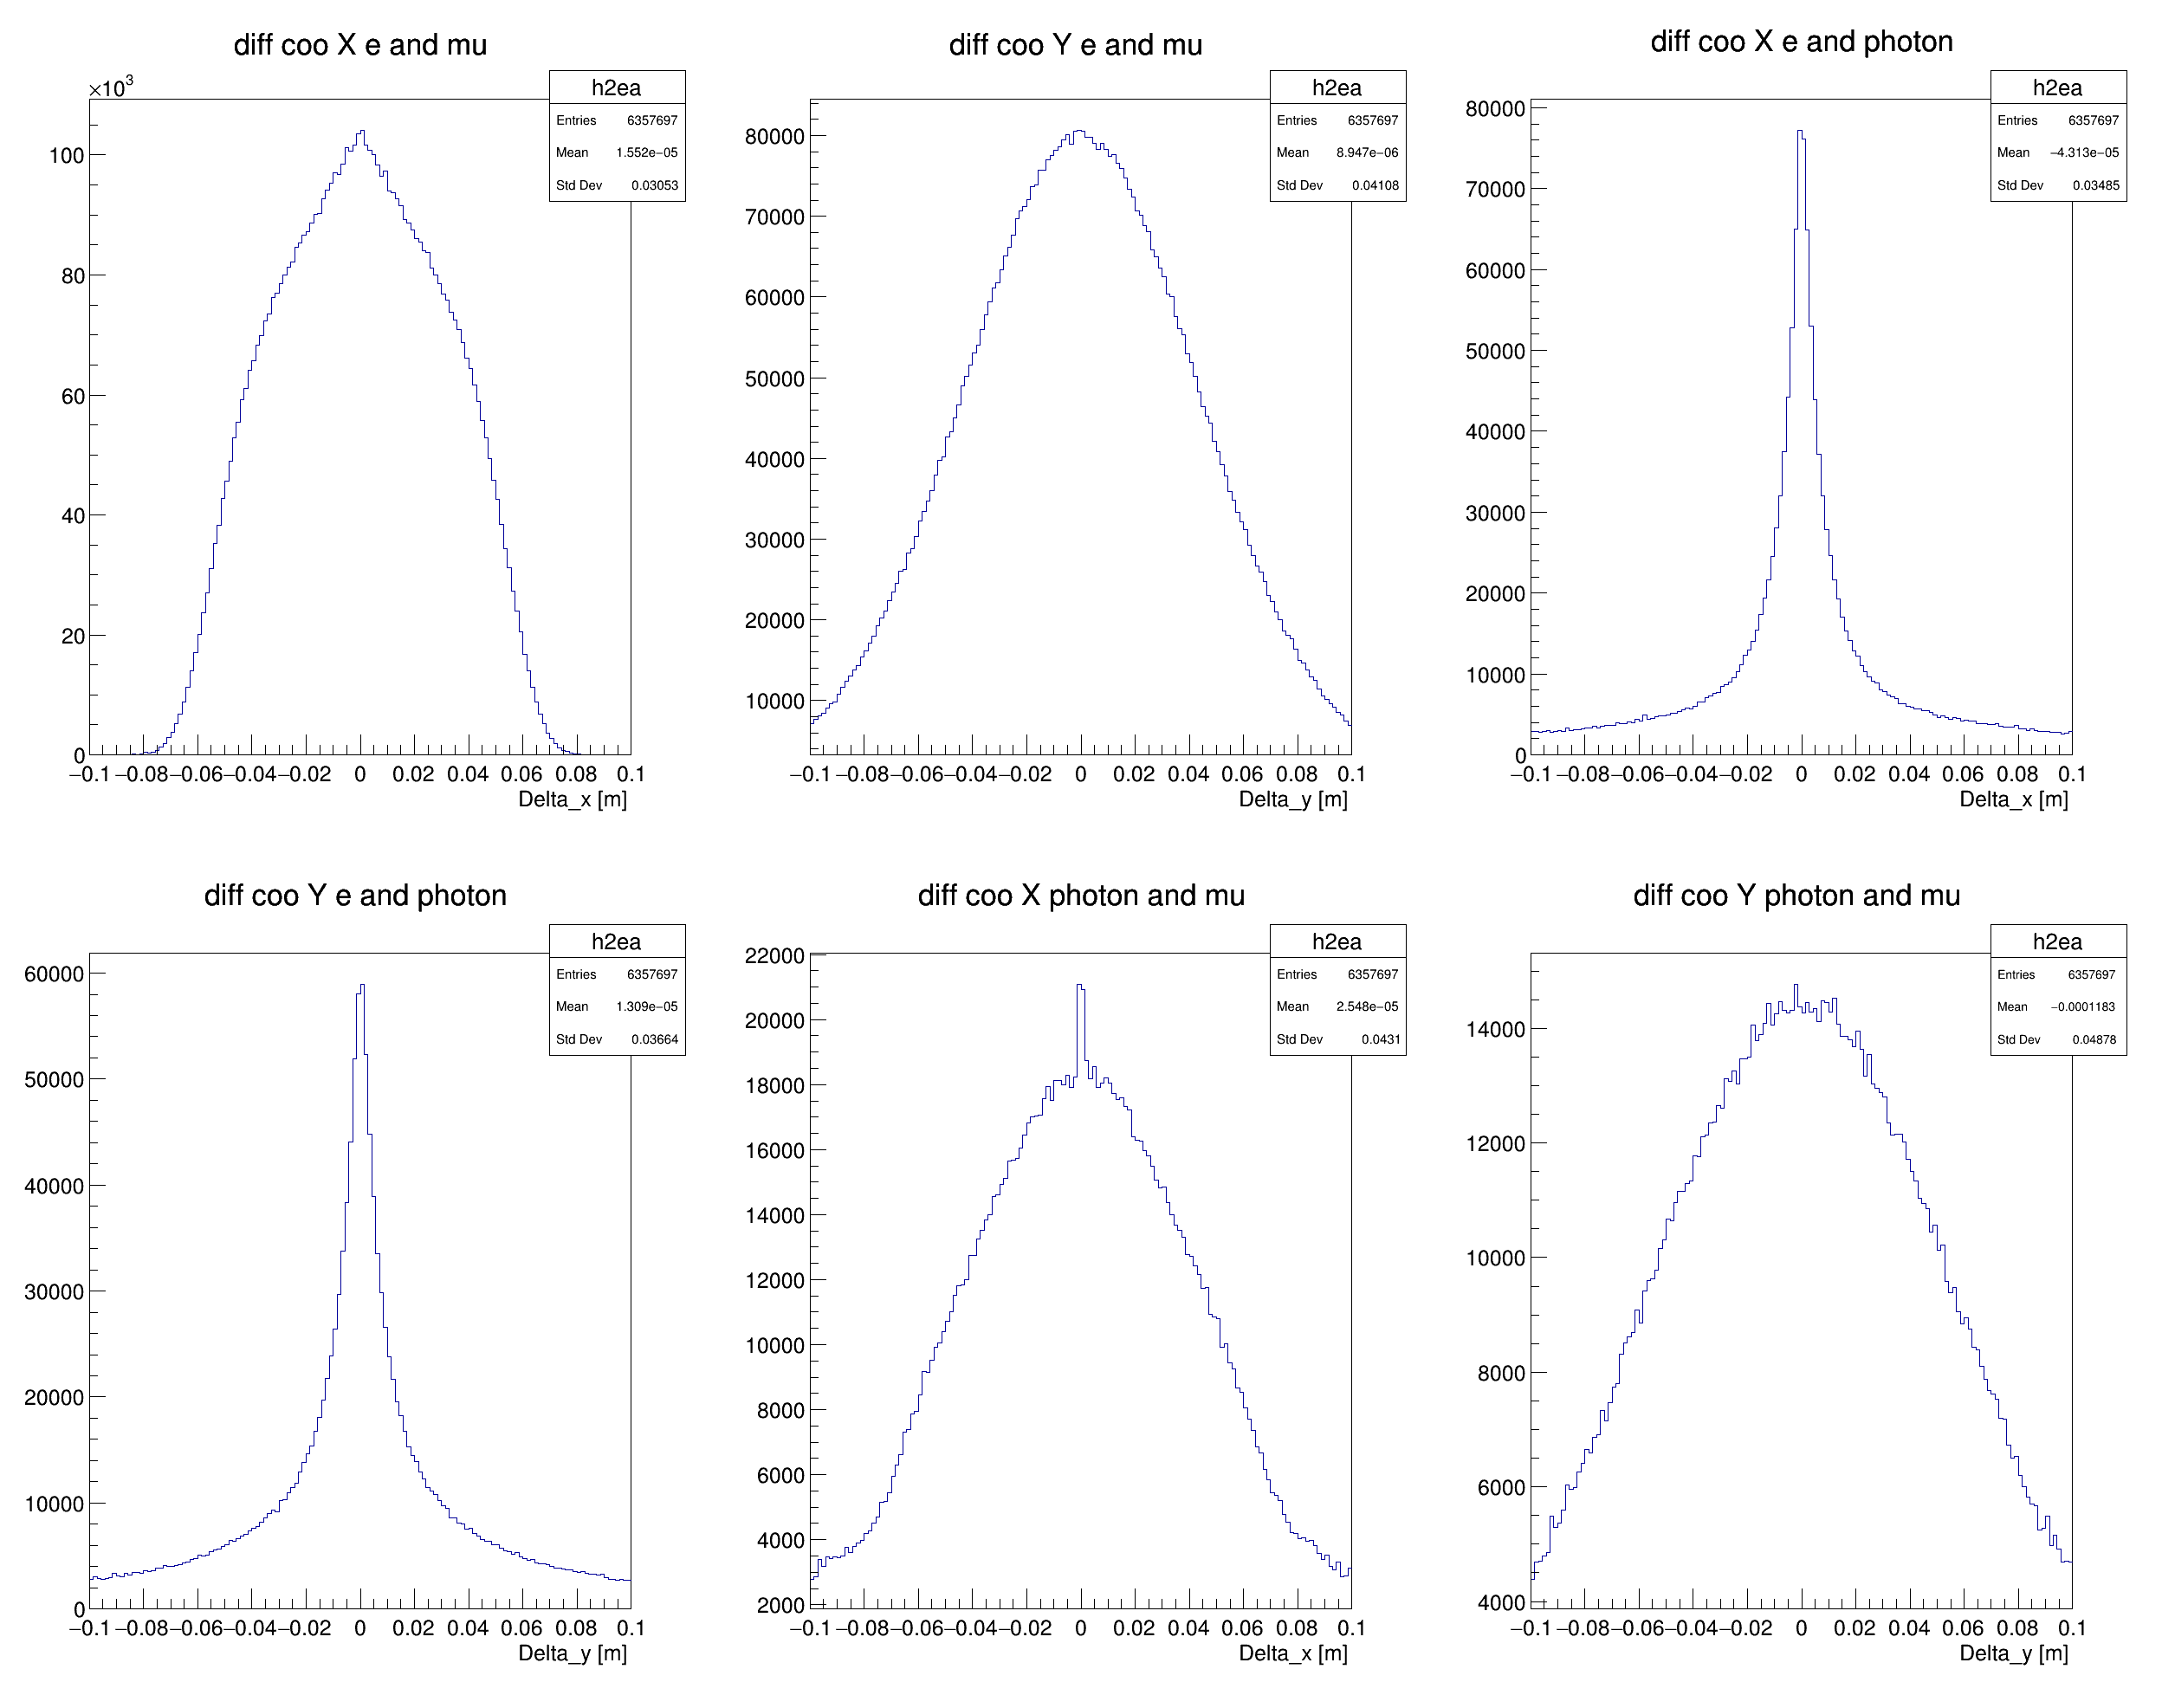 diff coo X e and mu
×10³
h2ea
Entries 6357697
Mean 1.552e−05
Std Dev 0.03053
100
80
60
40
20
0
−0.1 −0.08 −0.06 −0.04 −0.02 0 0.02 0.04 0.06 0.08 0.1
Delta_x [m]
diff coo Y e and mu
h2ea
Entries 6357697
Mean 8.947e−06
Std Dev 0.04108
80000
70000
60000
50000
40000
30000
20000
10000
−0.1 −0.08 −0.06 −0.04 −0.02 0 0.02 0.04 0.06 0.08 0.1
Delta_y [m]
diff coo X e and photon
h2ea
Entries 6357697
Mean −4.313e−05
Std Dev 0.03485
80000
70000
60000
50000
40000
30000
20000
10000
0
−0.1 −0.08 −0.06 −0.04 −0.02 0 0.02 0.04 0.06 0.08 0.1
Delta_x [m]
diff coo Y e and photon
h2ea
Entries 6357697
Mean 1.309e−05
Std Dev 0.03664
60000
50000
40000
30000
20000
10000
0
−0.1 −0.08 −0.06 −0.04 −0.02 0 0.02 0.04 0.06 0.08 0.1
Delta_y [m]
diff coo X photon and mu
h2ea
Entries 6357697
Mean 2.548e−05
Std Dev 0.0431
22000
20000
18000
16000
14000
12000
10000
8000
6000
4000
2000
−0.1 −0.08 −0.06 −0.04 −0.02 0 0.02 0.04 0.06 0.08 0.1
Delta_x [m]
diff coo Y photon and mu
h2ea
Entries 6357697
Mean −0.0001183
Std Dev 0.04878
14000
12000
10000
8000
6000
4000
−0.1 −0.08 −0.06 −0.04 −0.02 0 0.02 0.04 0.06 0.08 0.1
Delta_y [m]